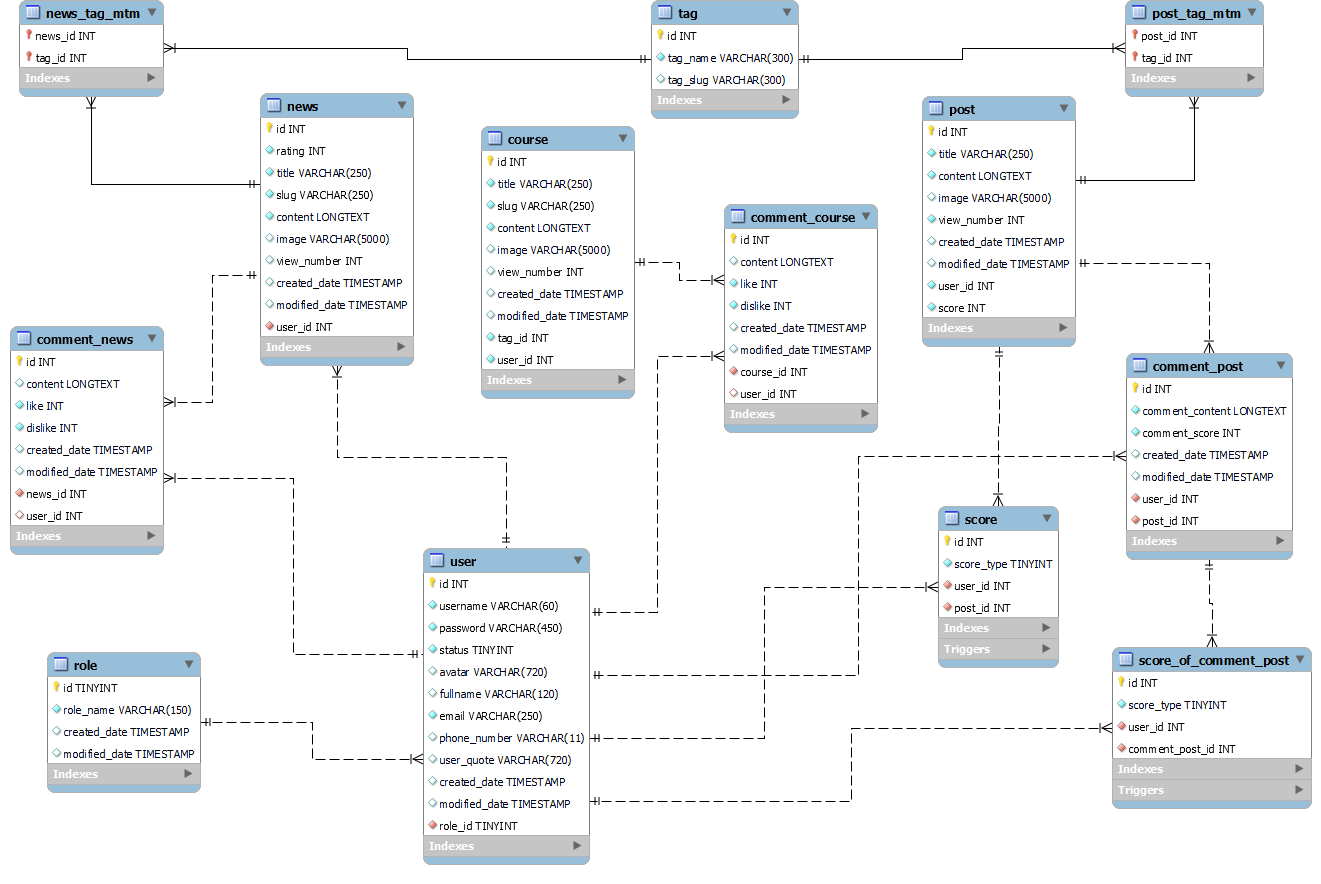 news_tag_mtm
news_id INT
tag_id INT
Indexes
tag
id INT
tag_name VARCHAR(300)
tag_slug VARCHAR(300)
Indexes
post_tag_mtm
post_id INT
tag_id INT
Indexes
news
id INT
rating INT
title VARCHAR(250)
slug VARCHAR(250)
content LONGTEXT
image VARCHAR(5000)
view_number INT
created_date TIMESTAMP
modified_date TIMESTAMP
user_id INT
Indexes
course
id INT
title VARCHAR(250)
slug VARCHAR(250)
content LONGTEXT
image VARCHAR(5000)
view_number INT
created_date TIMESTAMP
modified_date TIMESTAMP
tag_id INT
user_id INT
Indexes
comment_course
id INT
content LONGTEXT
like INT
dislike INT
created_date TIMESTAMP
modified_date TIMESTAMP
course_id INT
user_id INT
Indexes
post
id INT
title VARCHAR(250)
content LONGTEXT
image VARCHAR(5000)
view_number INT
created_date TIMESTAMP
modified_date TIMESTAMP
user_id INT
score INT
Indexes
comment_news
id INT
content LONGTEXT
like INT
dislike INT
created_date TIMESTAMP
modified_date TIMESTAMP
news_id INT
user_id INT
Indexes
comment_post
id INT
comment_content LONGTEXT
comment_score INT
created_date TIMESTAMP
modified_date TIMESTAMP
user_id INT
post_id INT
Indexes
score
id INT
score_type TINYINT
user_id INT
post_id INT
Indexes
Triggers
user
id INT
username VARCHAR(60)
password VARCHAR(450)
status TINYINT
avatar VARCHAR(720)
fullname VARCHAR(120)
email VARCHAR(250)
phone_number VARCHAR(11)
user_quote VARCHAR(720)
created_date TIMESTAMP
modified_date TIMESTAMP
role_id TINYINT
Indexes
role
id TINYINT
role_name VARCHAR(150)
created_date TIMESTAMP
modified_date TIMESTAMP
Indexes
score_of_comment_post
id INT
score_type TINYINT
user_id INT
comment_post_id INT
Indexes
Triggers